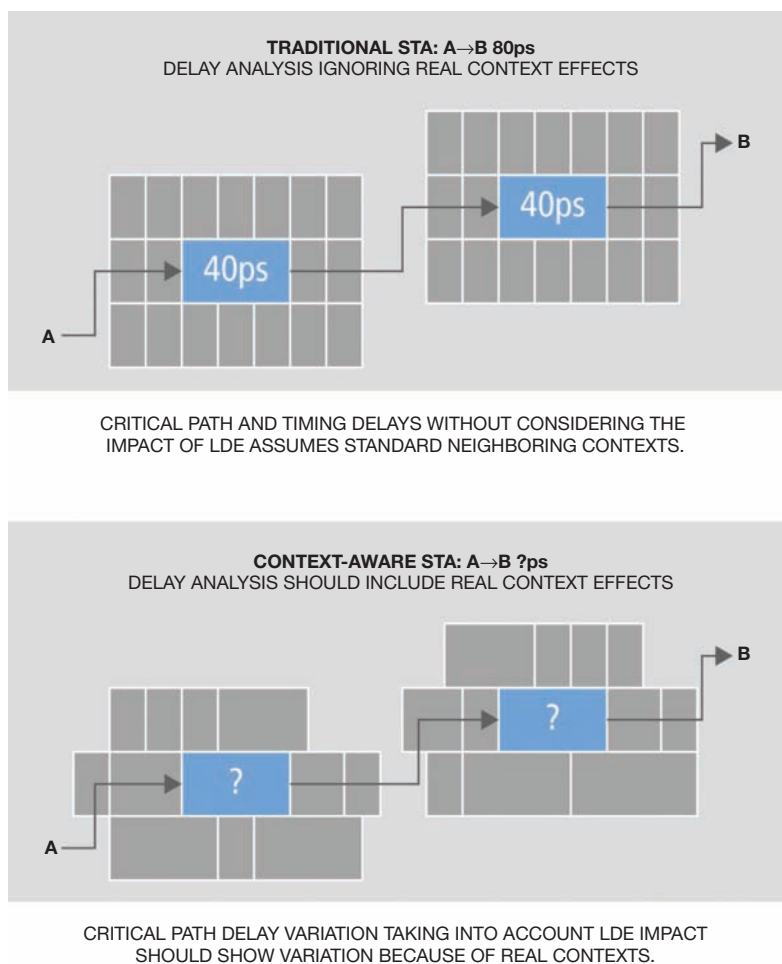 TRADITIONAL STA: A→B 80ps
DELAY ANALYSIS IGNORING REAL CONTEXT EFFECTS
B
40ps
40ps
A
CRITICAL PATH AND TIMING DELAYS WITHOUT CONSIDERING THE
IMPACT OF LDE ASSUMES STANDARD NEIGHBORING CONTEXTS.
CONTEXT-AWARE STA: A→B ?ps
DELAY ANALYSIS SHOULD INCLUDE REAL CONTEXT EFFECTS
B
?
?
A
CRITICAL PATH DELAY VARIATION TAKING INTO ACCOUNT LDE IMPACT
SHOULD SHOW VARIATION BECAUSE OF REAL CONTEXTS.